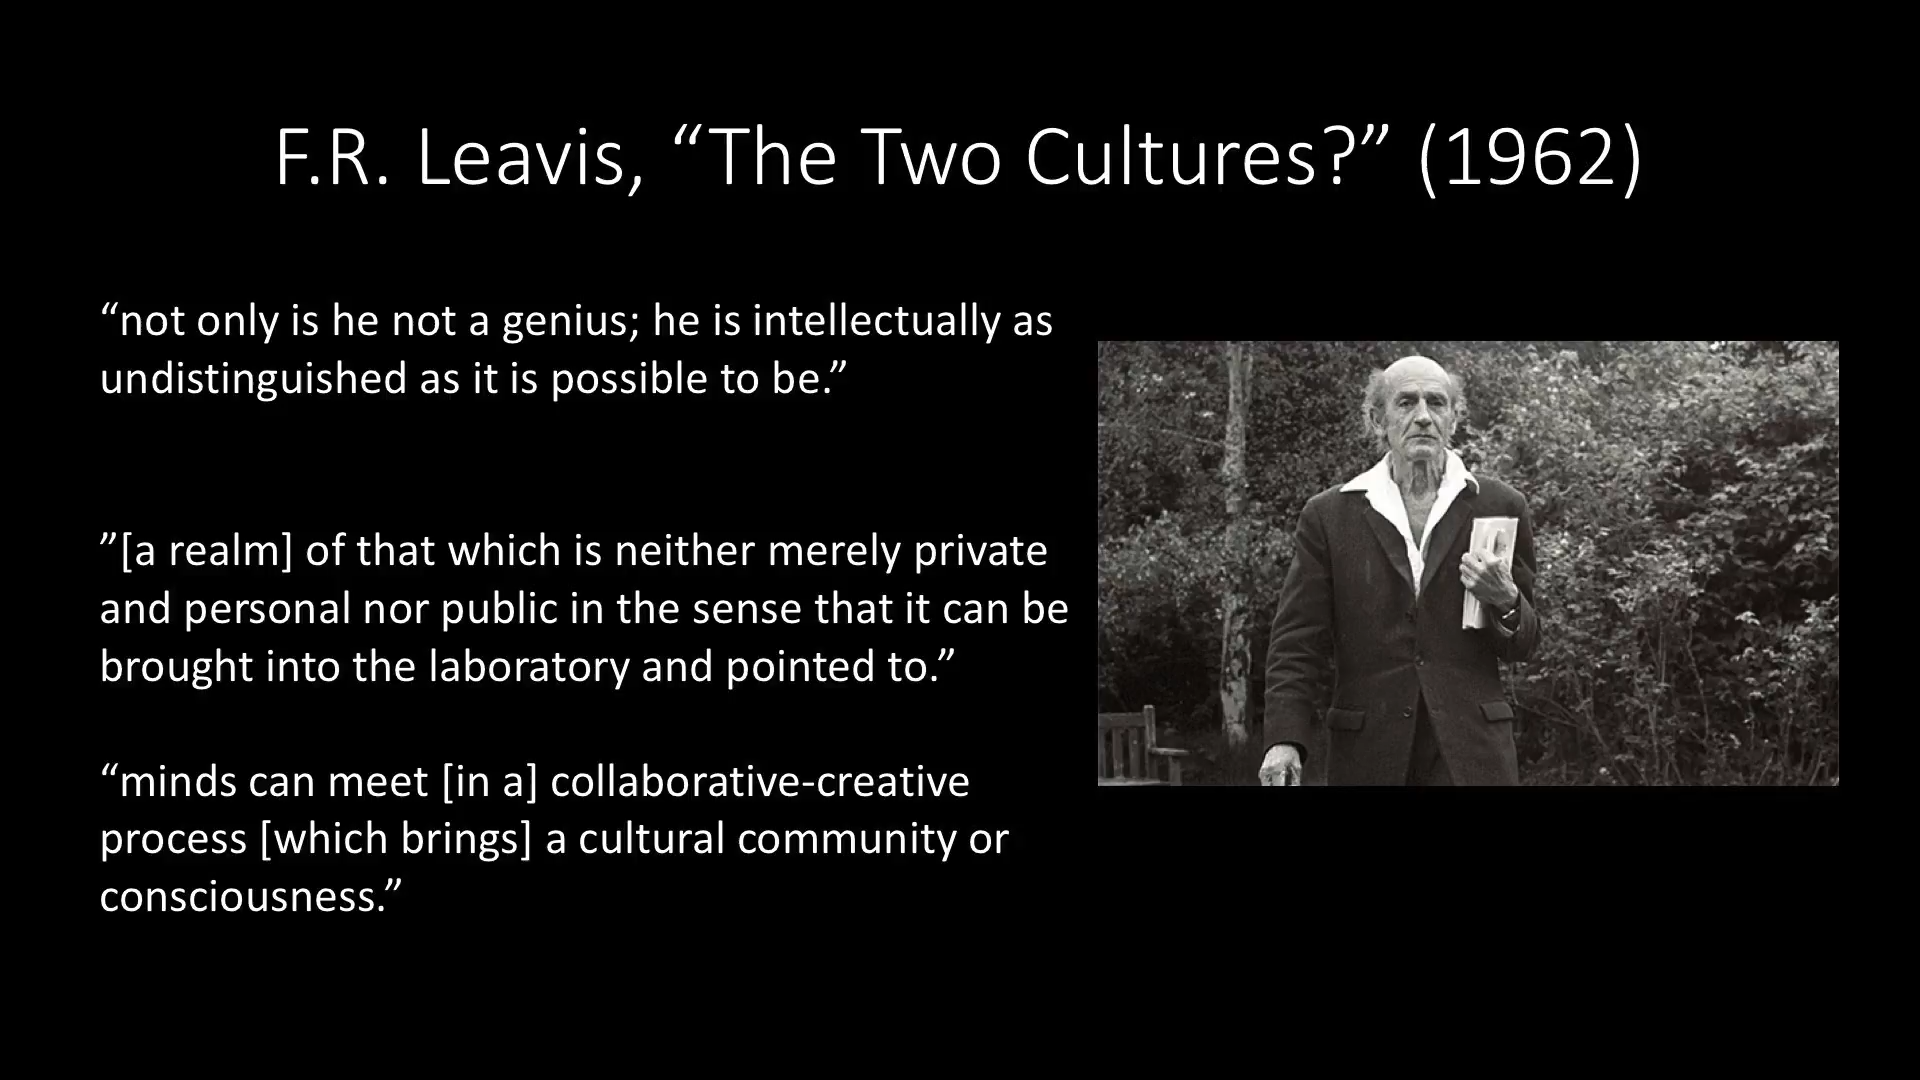 F.R. Leavis, “The Two Cultures?” (1962)
“not only is he not a genius; he is intellectually as
undistinguished as it is possible to be.”
”[a realm] of that which is neither merely private
and personal nor public in the sense that it can be
brought into the laboratory and pointed to.”
“minds can meet [in a] collaborative-creative
process [which brings] a cultural community or
consciousness.”